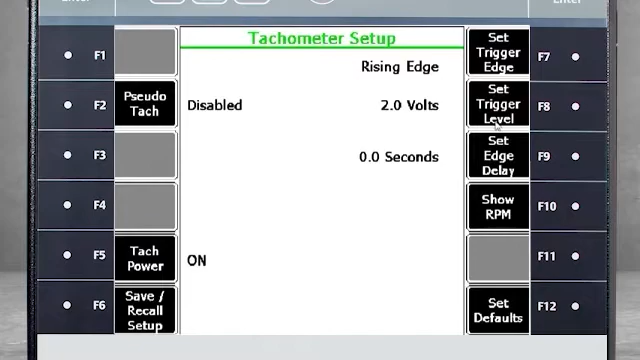 Enter
Tachometer Setup
F1
Rising Edge
Set
Trigger
Edge
F7
F2
Pseudo
Tach
Disabled
2.0 Volts
Set
Trigger
Level
F8
F3
0.0 Seconds
Set
Edge
Delay
F9
F4
Show
RPM
F10
F5
Tach
Power
ON
F11
F6
Save /
Recall
Setup
Set
Defaults
F12